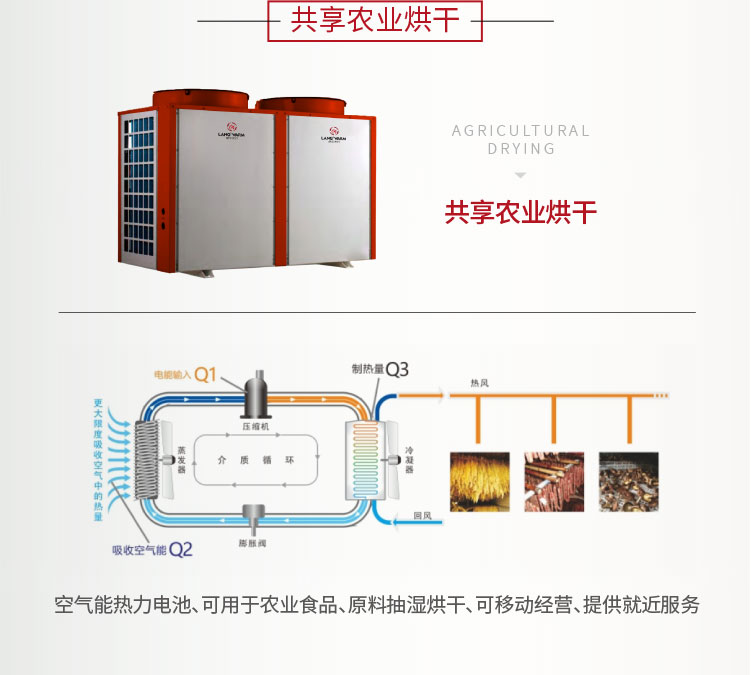 共享农业烘干
LANG YARM
AGRICULTURAL
DRYING
共享农业烘干
电能输入 Q1
制热量Q3
热风
压缩机
更大限度吸收空气中的热量
蒸发器
介质循环
冷凝器
回风
膨胀阀
吸收空气能 Q2
空气能热力电池、可用于农业食品、原料抽湿烘干、可移动经营、提供就近服务